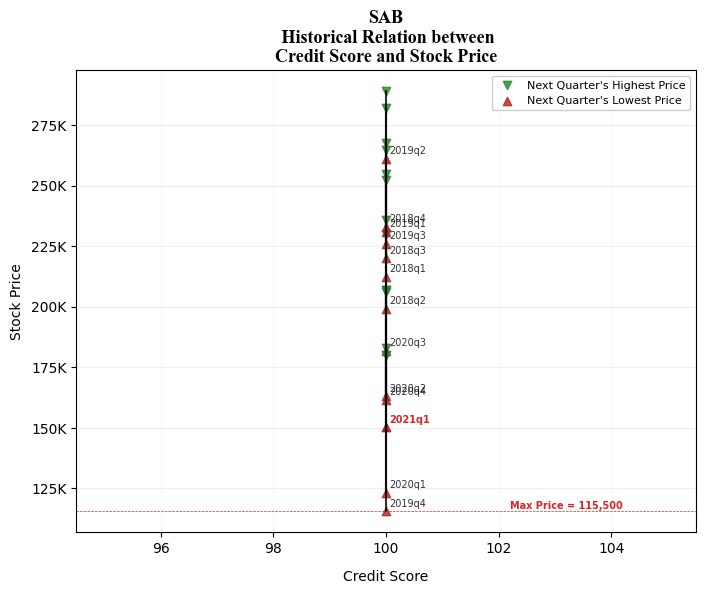 SAB
Historical Relation between
Credit Score and Stock Price
Next Quarter's Highest Price
Next Quarter's Lowest Price
275K
250K
225K
200K
175K
150K
125K
Stock Price
2019q2
2018q4
2019q1
2019q3
2018q3
2018q1
2018q2
2020q3
2020q2
2020q4
2021q1
2020q1
2019q4
Max Price = 115,500
96
98
100
102
104
Credit Score